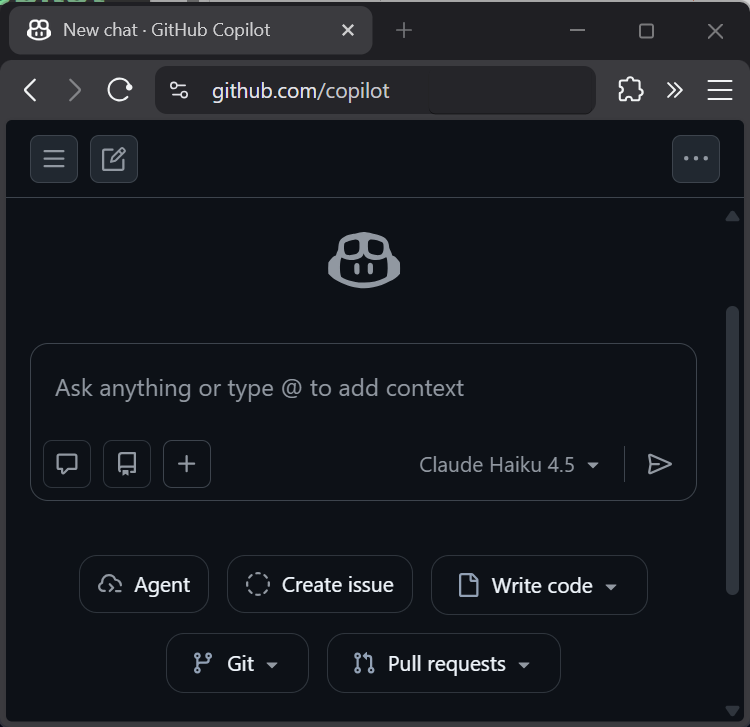 New chat · GitHub Copilot
github.com/copilot
Ask anything or type @ to add context
Claude Haiku 4.5
Agent
Create issue
Write code
Git
Pull requests